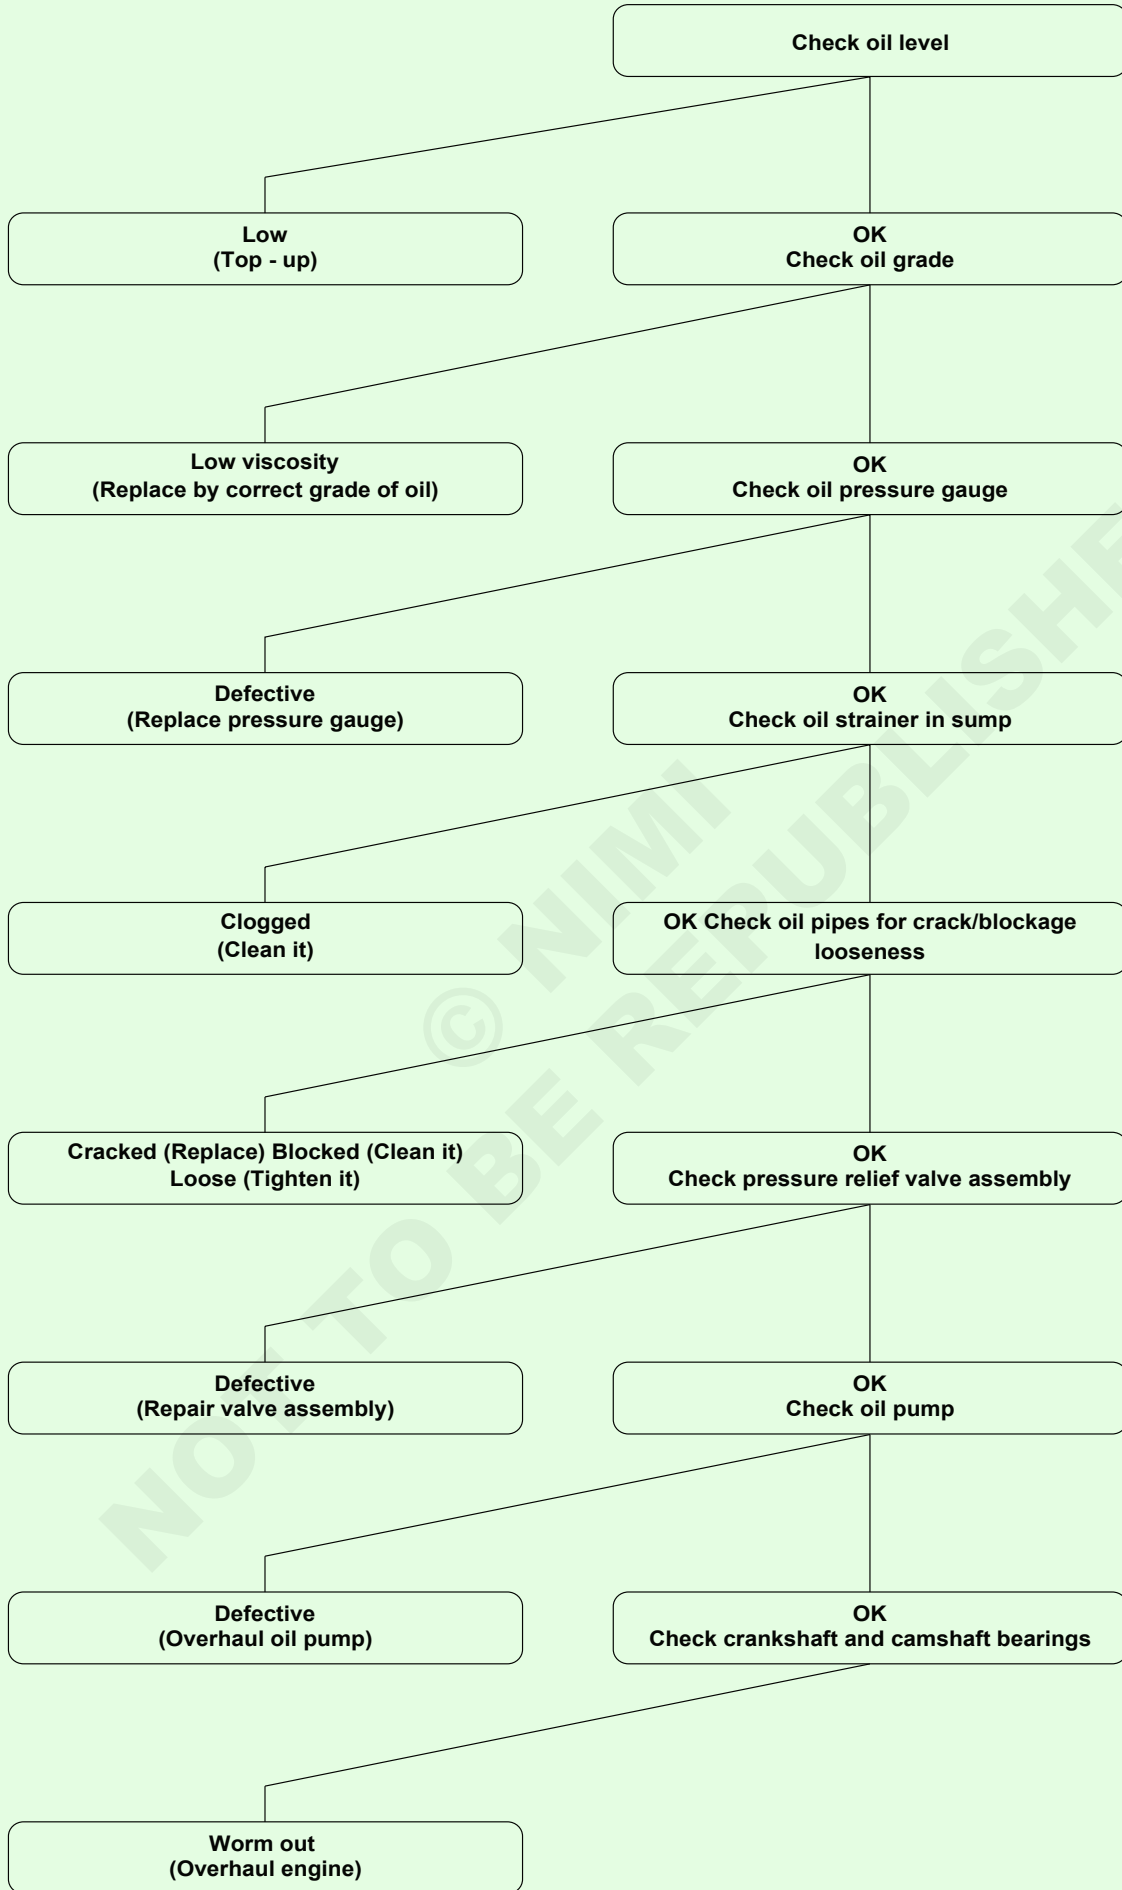 Check oil level
Low
(Top - up)
OK
Check oil grade
Low viscosity
(Replace by correct grade of oil)
OK
Check oil pressure gauge
Defective
(Replace pressure gauge)
OK
Check oil strainer in sump
Clogged
(Clean it)
OK Check oil pipes for crack/blockage
looseness
Cracked (Replace) Blocked (Clean it)
Loose (Tighten it)
OK
Check pressure relief valve assembly
Defective
(Repair valve assembly)
OK
Check oil pump
Defective
(Overhaul oil pump)
OK
Check crankshaft and camshaft bearings
Worm out
(Overhaul engine)
© NIMI
NOT TO BE REPUBLISHE